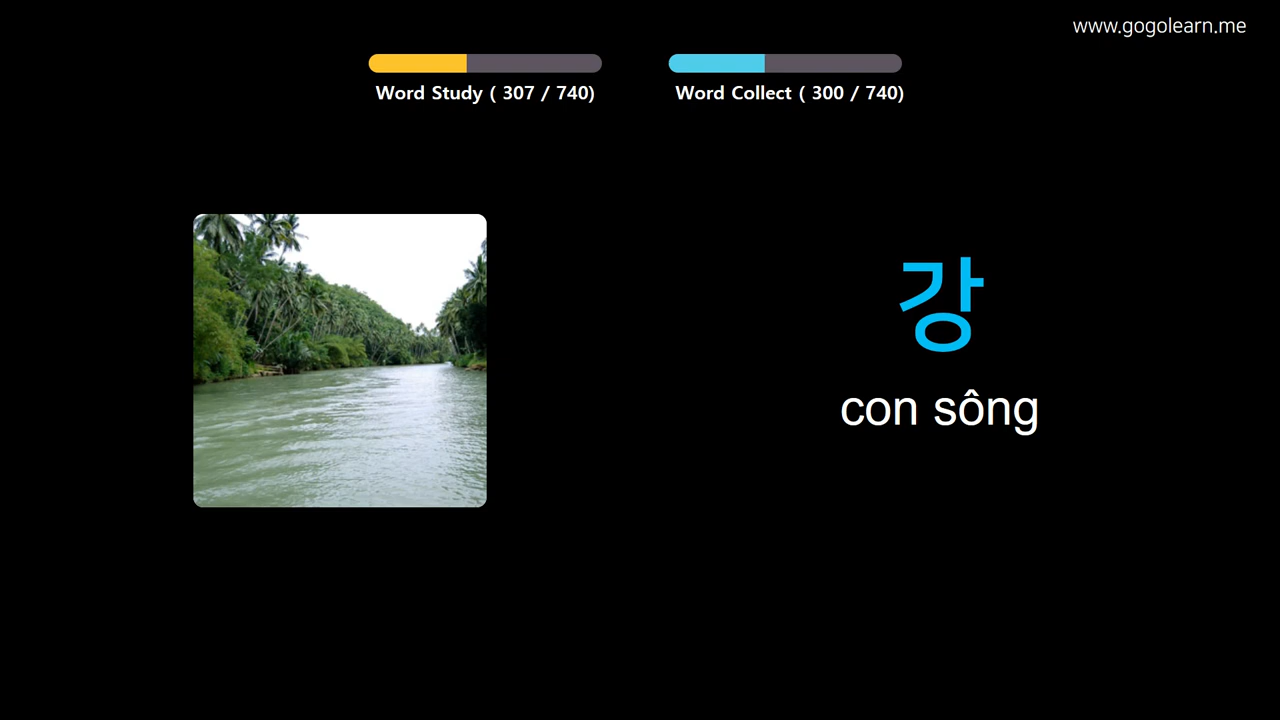 www.gogolearn.me
Word Study ( 307 / 740)
Word Collect ( 300 / 740)
강
con sông